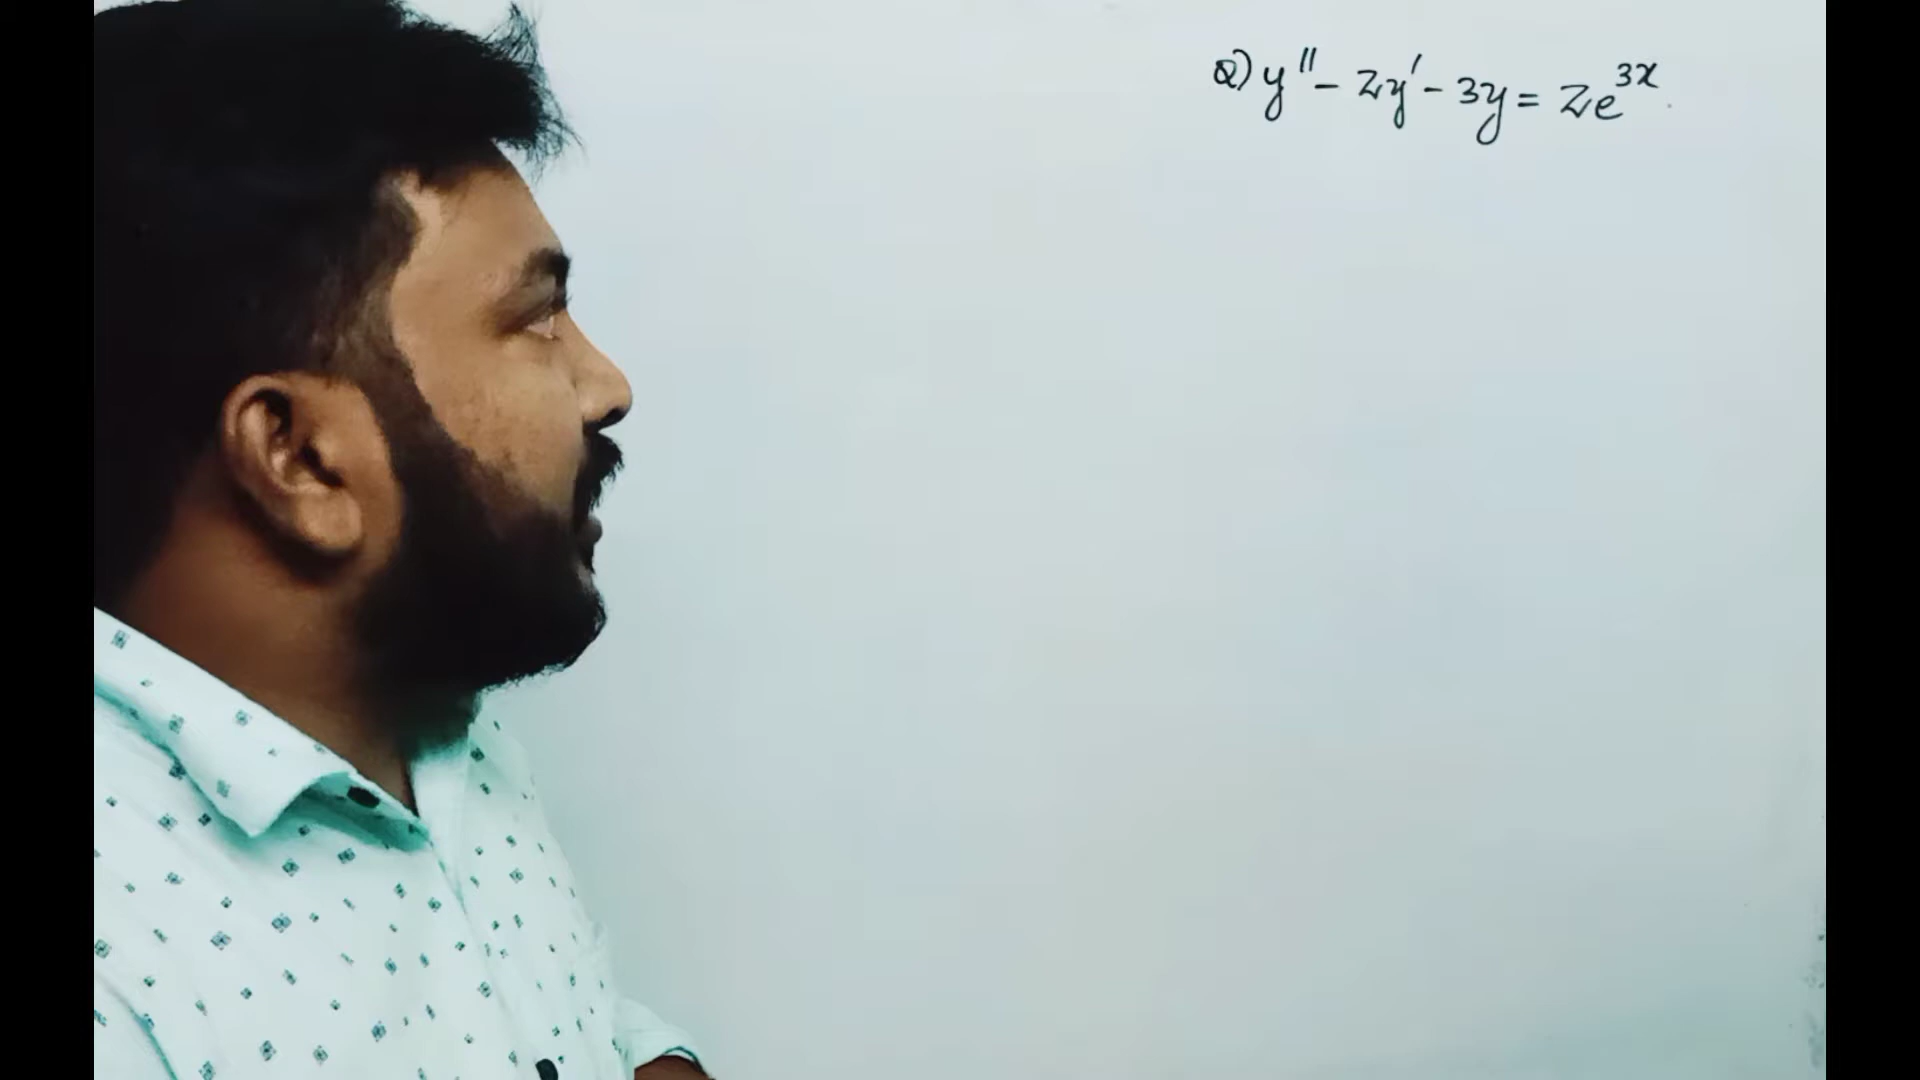 Q) y'' - 2y' - 3y = 2e^{3x}